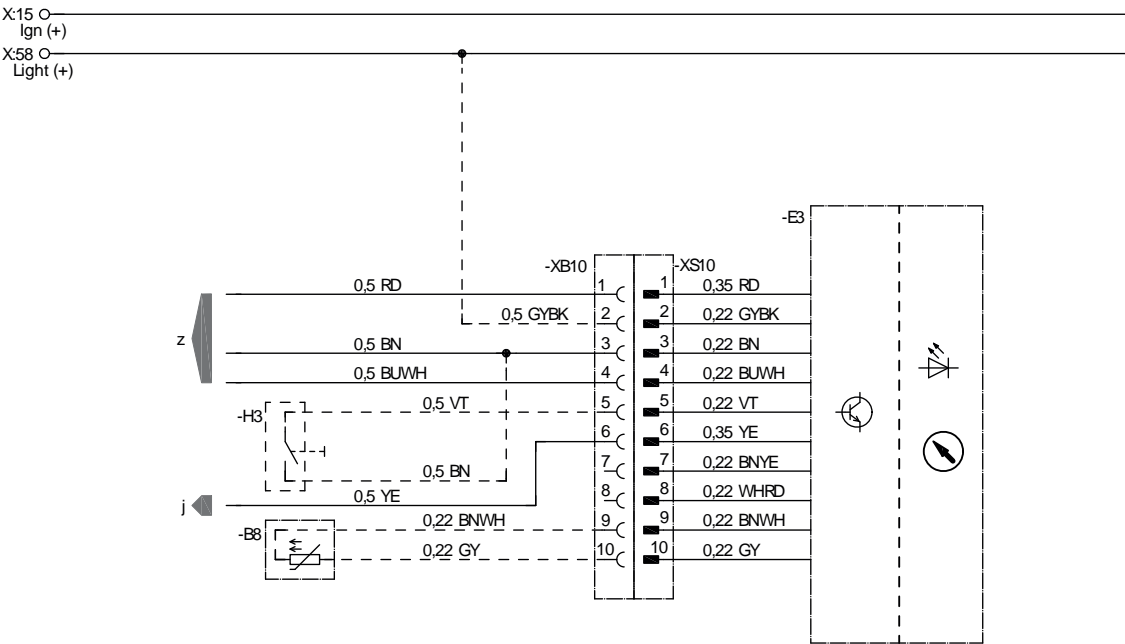 X:15
Ign (+)
X:58
Light (+)
-E3
-XB10
-XS10
0,5 RD
1
1
0,35 RD
0,5 GYBK
2
2
0,22 GYBK
z
0,5 BN
3
3
0,22 BN
0,5 BUWH
4
4
0,22 BUWH
-H3
0,5 VT
5
5
0,22 VT
6
6
0,35 YE
0,5 BN
7
7
0,22 BNYE
j
0,5 YE
8
8
0,22 WHRD
-B8
0,22 BNWH
9
9
0,22 BNWH
0,22 GY
10
10
0,22 GY